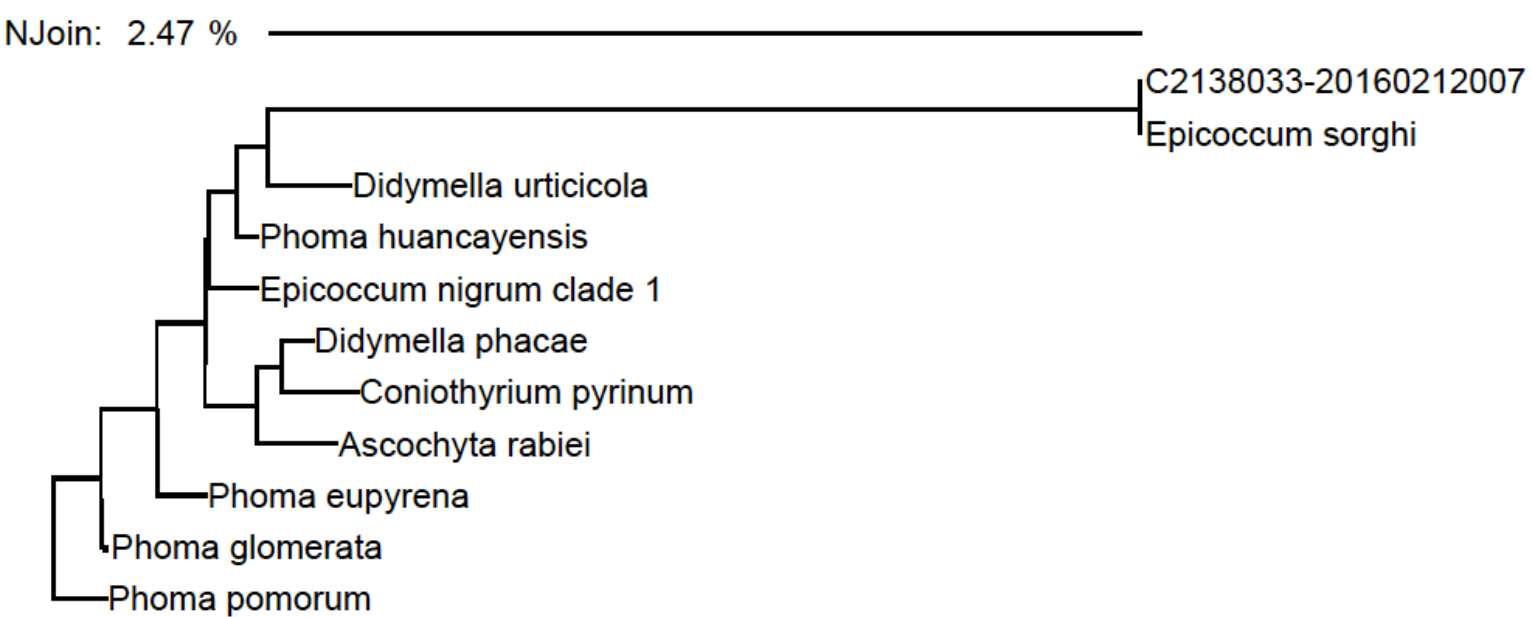 NJoin: 2.47 %
C2138033-20160212007
Epicoccum sorghi
Didymella urticicola
Phoma huancayensis
Epicoccum nigrum clade 1
Didymella phacae
Coniothyrium pyrinum
Ascochyta rabiei
Phoma eupyrena
Phoma glomerata
Phoma pomorum